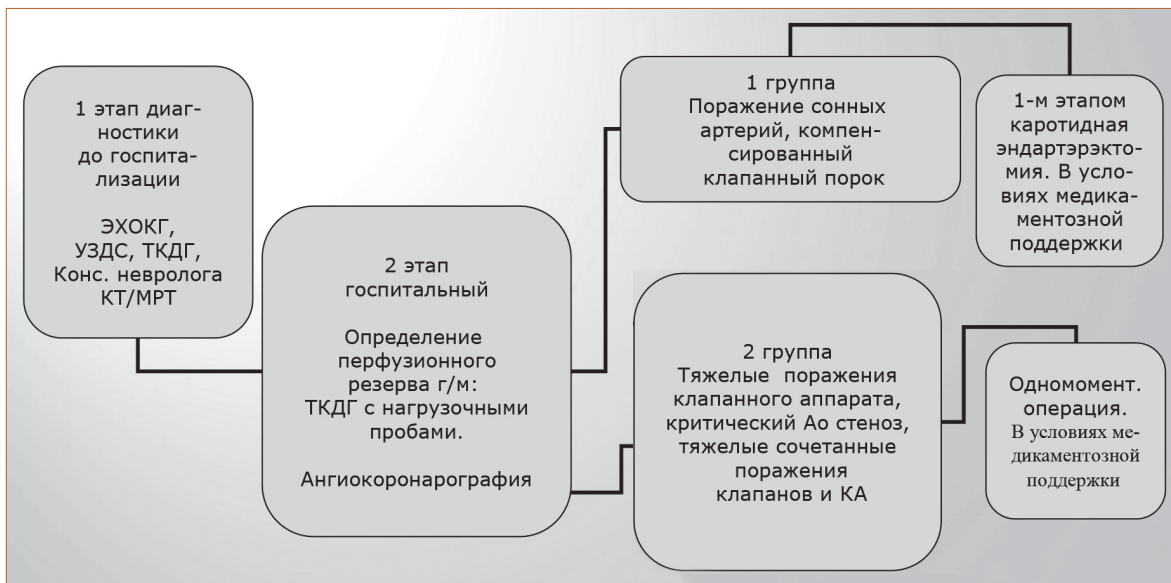 1 этап диаг-
ностики
до госпита-
лизации
ЭХОКГ,
УЗДС, ТКДГ,
Конс. невролога
КТ/МРТ
2 этап
госпитальный
Определение
перфузионного
резерва г/м:
ТКДГ с нагрузочными
пробами.
Ангиокоронарография
1 группа
Поражение сонных
артерий, компен-
сированный
клапанный порок
1-м этапом
каротидная
эндартэрэкто-
мия. В усло-
виях медика-
ментозной
поддержки
2 группа
Тяжелые поражения
клапанного аппарата,
критический Ао стеноз,
тяжелые сочетанные
поражения
клапанов и КА
Одномомент.
операция.
В условиях ме-
дикаментозной
поддержки